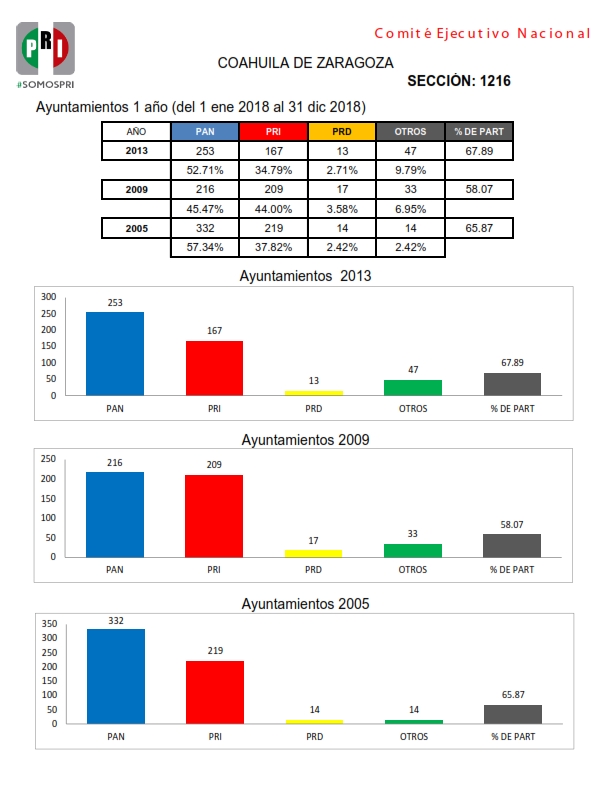 Comité Ejecutivo Nacional
PRI
#SOMOSPRI
COAHUILA DE ZARAGOZA
SECCIÓN: 1216
Ayuntamientos 1 año (del 1 ene 2018 al 31 dic 2018)
AÑO PAN PRI PRD OTROS % DE PART
2013 253 167 13 47 67.89
52.71% 34.79% 2.71% 9.79%
2009 216 209 17 33 58.07
45.47% 44.00% 3.58% 6.95%
2005 332 219 14 14 65.87
57.34% 37.82% 2.42% 2.42%
Ayuntamientos 2013
300
250
200
150
100
50
0
253 167 13 47 67.89
PAN PRI PRD OTROS % DE PART
Ayuntamientos 2009
250
200
150
100
50
0
216 209 17 33 58.07
PAN PRI PRD OTROS % DE PART
Ayuntamientos 2005
350
300
250
200
150
100
50
0
332 219 14 14 65.87
PAN PRI PRD OTROS % DE PART